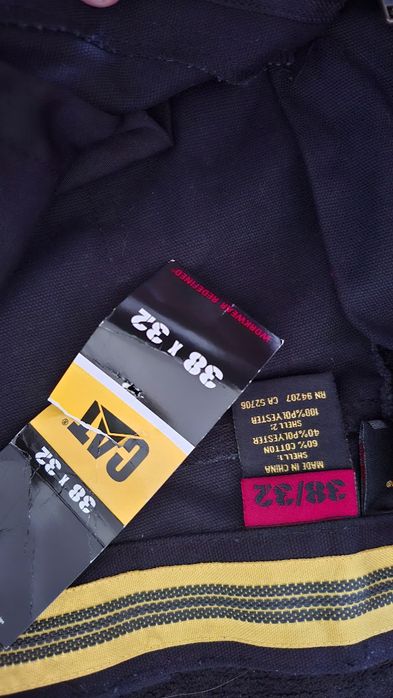 WORKWEAR REDEFINED
38 X 32
CAT®
38 X 32
38/32
MADE IN CHINA
SHELL:
60% COTTON
40%POLYESTER
SHELL 2:
100%POLYESTER
RN 94207 CA 52706